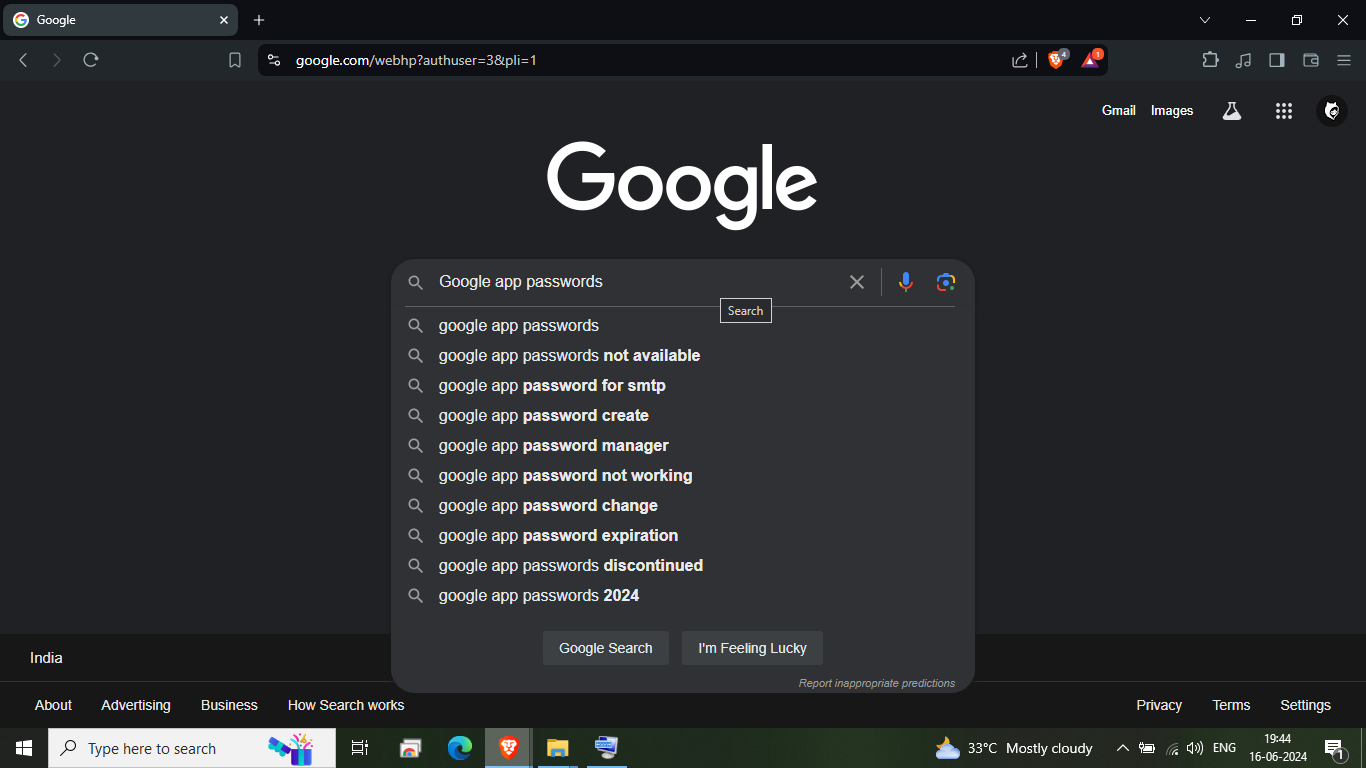 Google
google.com/webhp?authuser=3&pli=1
4
1
Gmail Images
Google
Google app passwords
Search
google app passwords
google app passwords not available
google app password for smtp
google app password create
google app password manager
google app password not working
google app password change
google app password expiration
google app passwords discontinued
google app passwords 2024
Google Search I'm Feeling Lucky
Report inappropriate predictions
India
About Advertising Business How Search works Privacy Terms Settings
Type here to search
33°C Mostly cloudy
ENG
19:44
16-06-2024
1